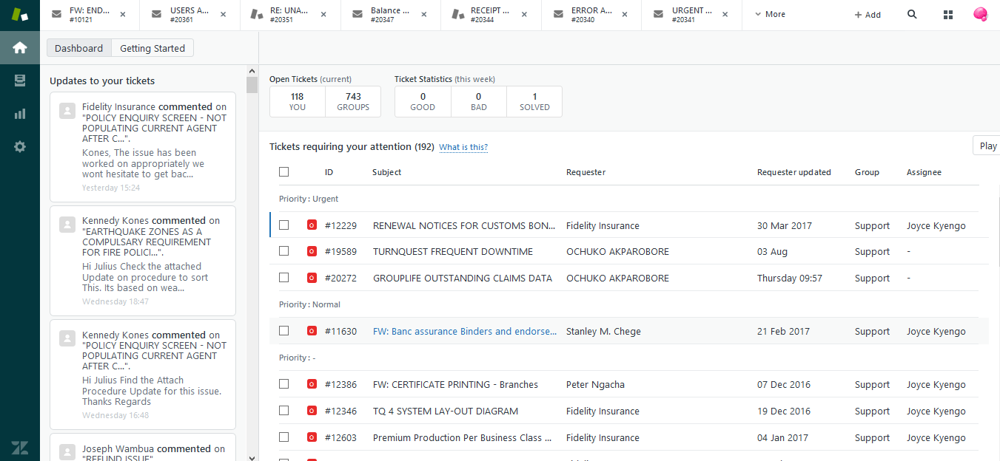 FW: END...
#10121
USERS A...
#20361
RE: UNA...
#20351
Balance ...
#20347
RECEIPT ...
#20344
ERROR A...
#20340
URGENT ...
#20341
More
+ Add
Dashboard
Getting Started
Updates to your tickets
Fidelity Insurance commented on
"POLICY ENQUIRY SCREEN - NOT
POPULATING CURRENT AGENT
AFTER C...".
Kones, The issue has been
worked on appropriately we
wont hesitate to get bac...
Yesterday 15:24
Kennedy Kones commented on
"EARTHQUAKE ZONES AS A
COMPULSARY REQUIREMENT
FOR FIRE POLICI...".
Hi Julius Check the attached
Update on procedure to sort
This. Its based on wea...
Wednesday 18:47
Kennedy Kones commented on
"POLICY ENQUIRY SCREEN - NOT
POPULATING CURRENT AGENT
AFTER C...".
Hi Julius Find the Attach
Procedure Update for this issue.
Thanks Regards
Wednesday 16:48
Joseph Wambua commented on
"REFUND ISSUE"
Open Tickets (current)
118
YOU
743
GROUPS
Ticket Statistics (this week)
0
GOOD
0
BAD
1
SOLVED
Tickets requiring your attention (192) What is this?
Play
ID Subject Requester Requester updated Group Assignee
Priority : Urgent
O #12229 RENEWAL NOTICES FOR CUSTOMS BON... Fidelity Insurance 30 Mar 2017 Support Joyce Kyengo
O #19589 TURNQUEST FREQUENT DOWNTIME OCHUKO AKPAROBORE 03 Aug Support -
O #20272 GROUPLIFE OUTSTANDING CLAIMS DATA OCHUKO AKPAROBORE Thursday 09:57 Support -
Priority : Normal
O #11630 FW: Banc assurance Binders and endorse... Stanley M. Chege 21 Feb 2017 Support Joyce Kyengo
Priority : -
O #12386 FW: CERTIFICATE PRINTING - Branches Peter Ngacha 07 Dec 2016 Support Joyce Kyengo
O #12346 TQ 4 SYSTEM LAY-OUT DIAGRAM Fidelity Insurance 19 Dec 2016 Support Joyce Kyengo
O #12603 Premium Production Per Business Class ... Fidelity Insurance 04 Jan 2017 Support Joyce Kyengo